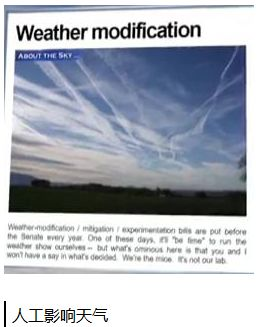 Weather modification
ABOUT THE SKY...
Weather-modification / mitigation / experimentation bills are put before
the Senate every year. One of these days, it'll "be time" to run the
weather show ourselves -- but what's ominous here is that you and I
won't have a say in what's decided. We're the mice. It's not our lab.
人工影响天气